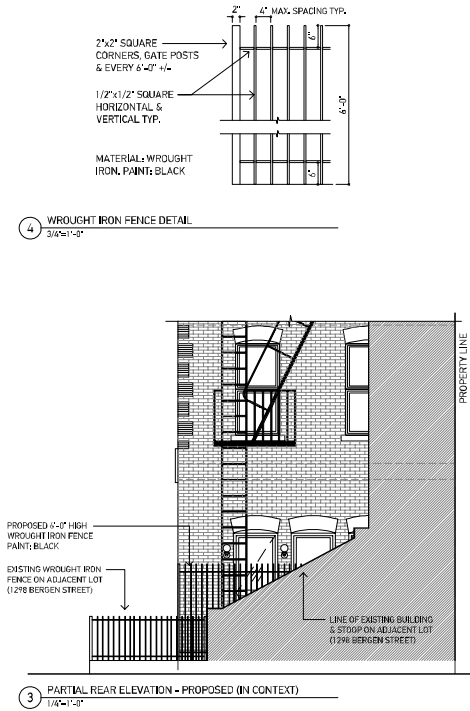 2"
4" MAX. SPACING TYP.
2"x2" SQUARE
CORNERS, GATE POSTS
& EVERY 6'-0" +/-
6"
1/2"x1/2" SQUARE
HORIZONTAL &
VERTICAL TYP.
6'-0"
MATERIAL: WROUGHT
IRON. PAINT: BLACK
6"
4
WROUGHT IRON FENCE DETAIL
3/4"=1'-0"
PROPERTY LINE
PROPOSED 6'-0" HIGH
WROUGHT IRON FENCE
PAINT: BLACK
EXISTING WROUGHT IRON
FENCE ON ADJACENT LOT
(1298 BERGEN STREET)
LINE OF EXISTING BUILDING
& STOOP ON ADJACENT LOT
(1298 BERGEN STREET)
3
PARTIAL REAR ELEVATION - PROPOSED (IN CONTEXT)
1/4"=1'-0"